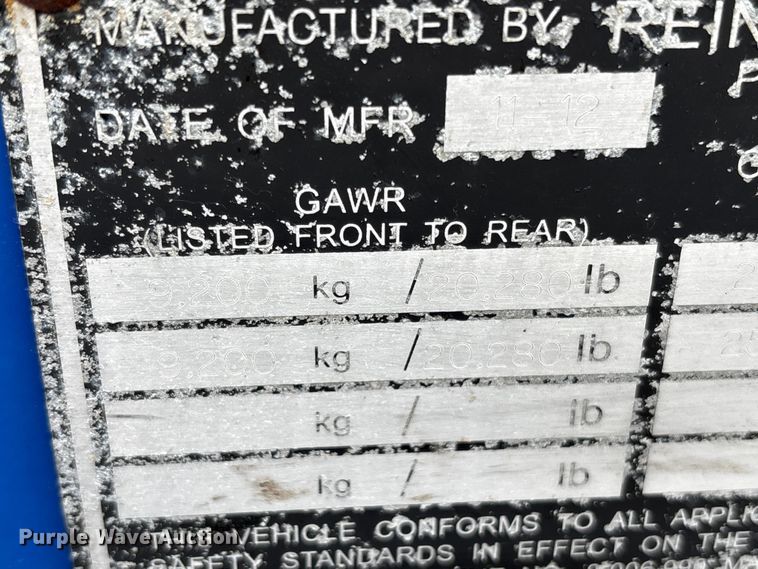 MANUFACTURED BY REIN
DATE OF MFR 11-12
GAWR
(LISTED FRONT TO REAR)
9,200 kg / 20,280 lb
9,200 kg / 20,280 lb
kg / lb
kg / lb
VEHICLE CONFORMS TO ALL APPLIC
SAFETY STANDARDS IN EFFECT ON THE
Purple Wave Auction